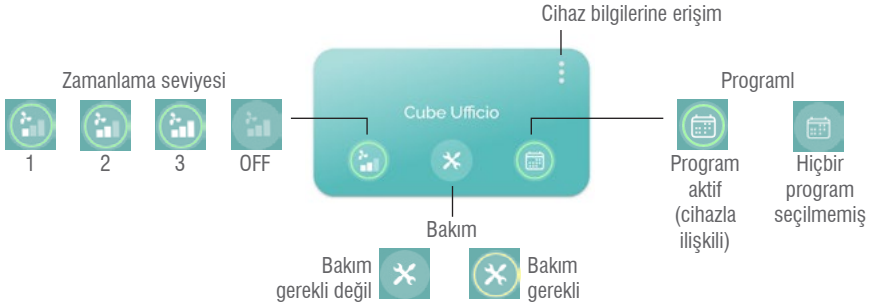 Cihaz bilgilerine erişim
Zamanlama seviyesi
Programl
Cube Ufficio
1
2
3
OFF
Program
aktif
(cihazla
ilişkili)
Hiçbir
program
seçilmemiş
Bakım
Bakım
gerekli değil
Bakım
gerekli